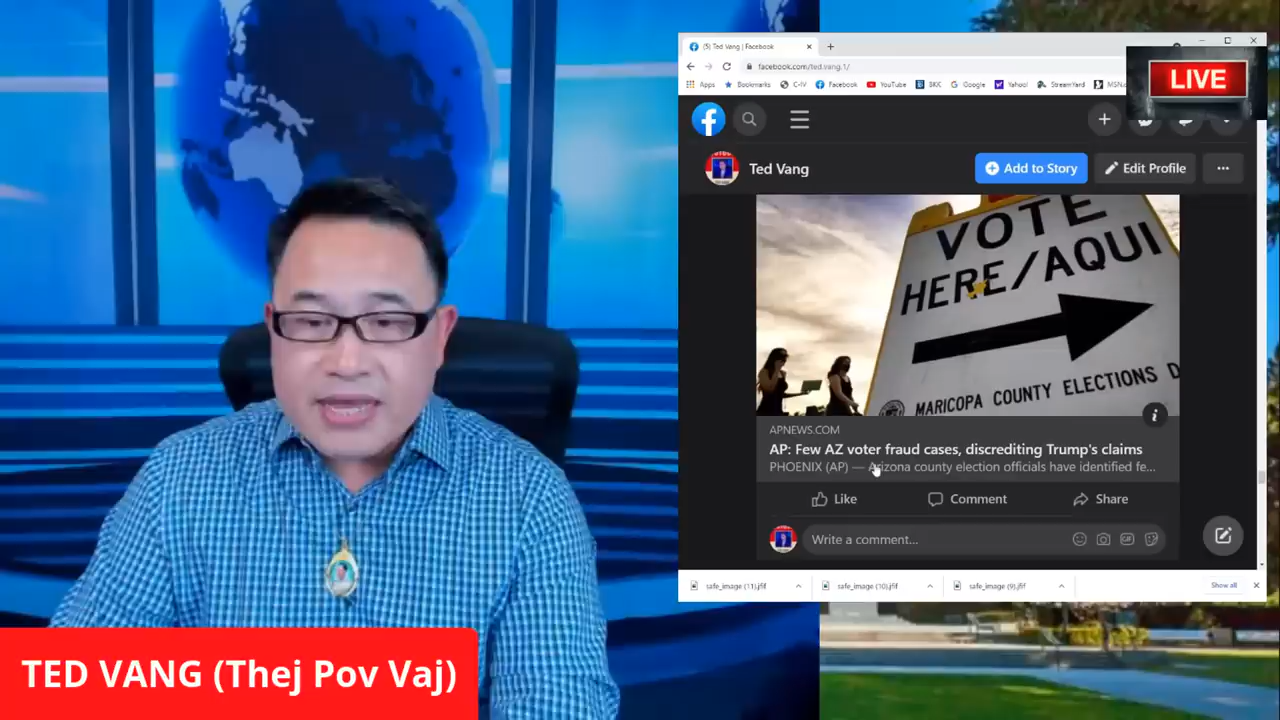 (5) Ted Vang | Facebook
facebook.com/ted.vang.1/
Apps Bookmarks C-IV Facebook YouTube BKK Google Yahoo! StreamYard
LIVE
Ted Vang
Add to Story
Edit Profile
VOTE
HERE/AQUI
MARICOPA COUNTY ELECTIONS D
APNEWS.COM
AP: Few AZ voter fraud cases, discrediting Trump's claims
PHOENIX (AP) — Arizona county election officials have identified fe...
Like Comment Share
Write a comment...
safe_image (11).jfif safe_image (10).jfif safe_image (9).jfif Show all
TED VANG (Thej Pov Vaj)